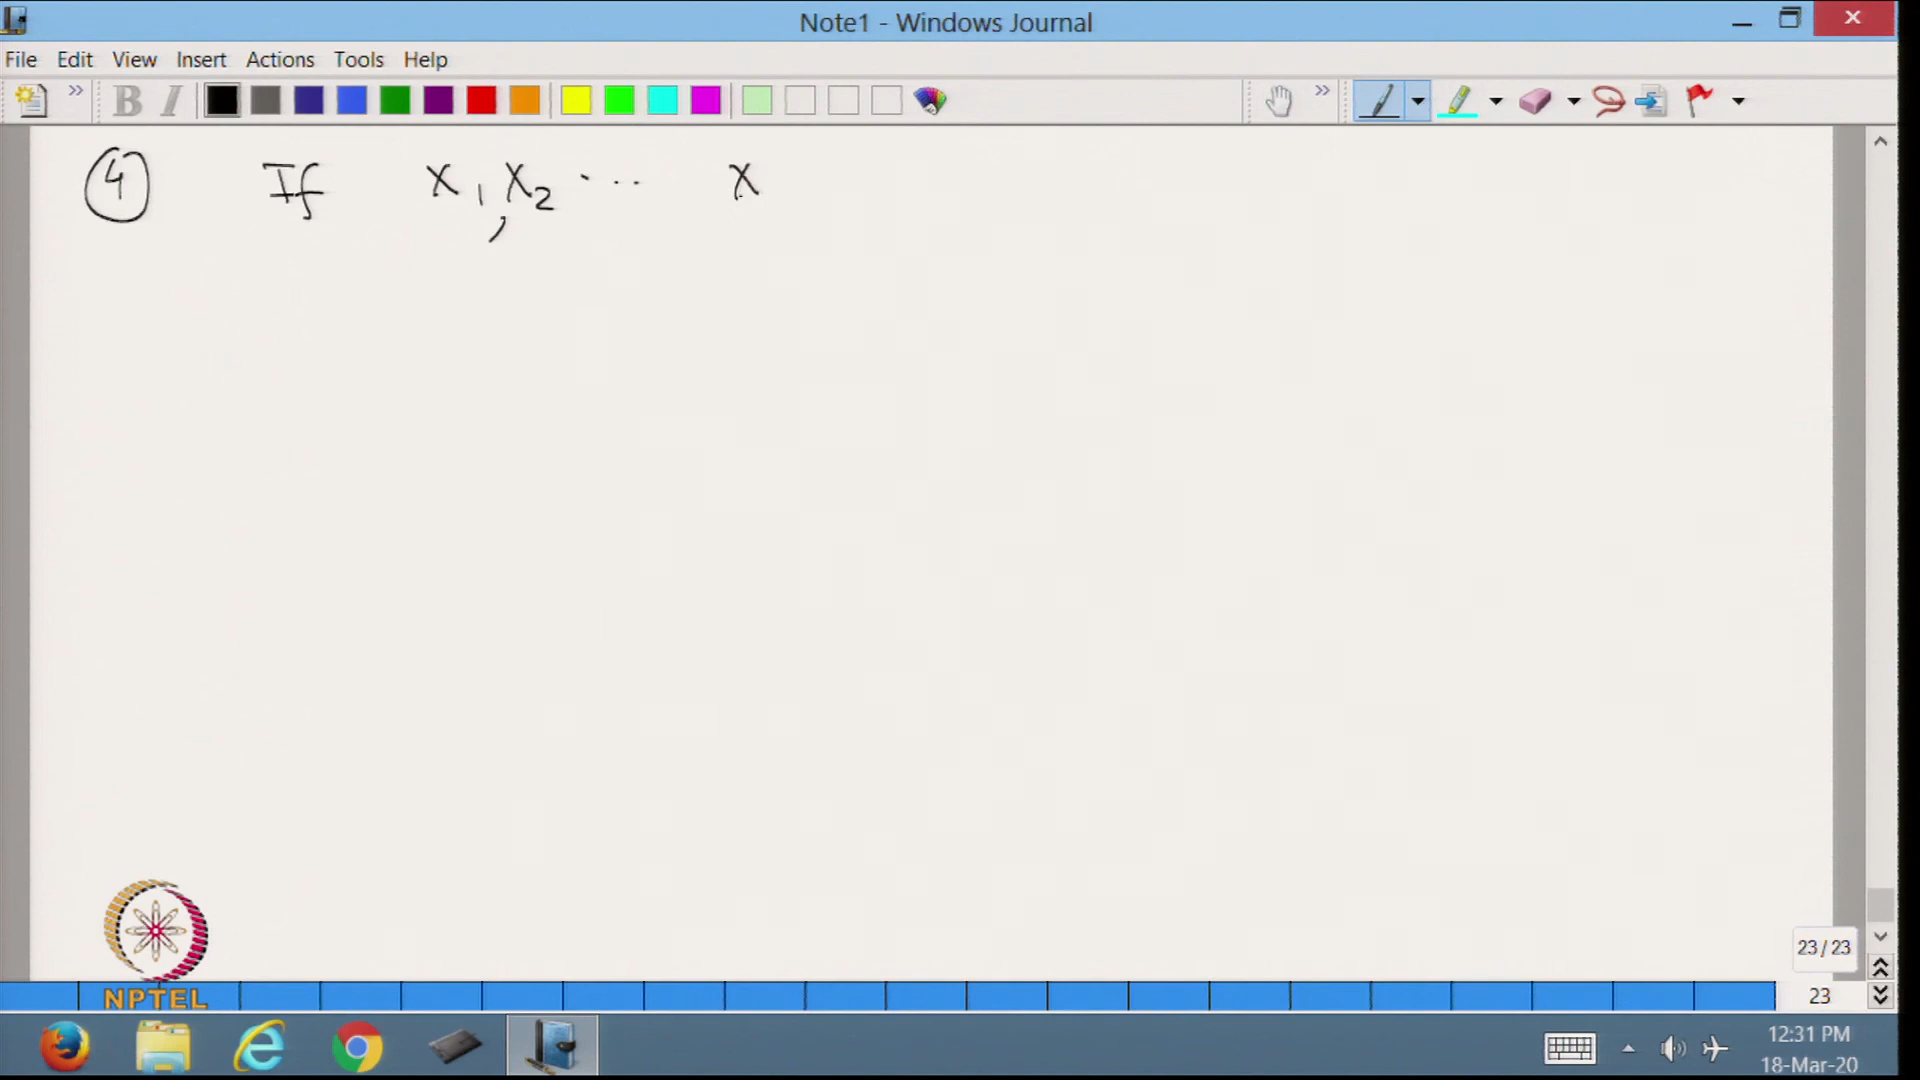 Note1 - Windows Journal
File Edit View Insert Actions Tools Help
B I
④ If X₁, X₂ ... X
23 / 23
NPTEL
23
12:31 PM
18-Mar-20